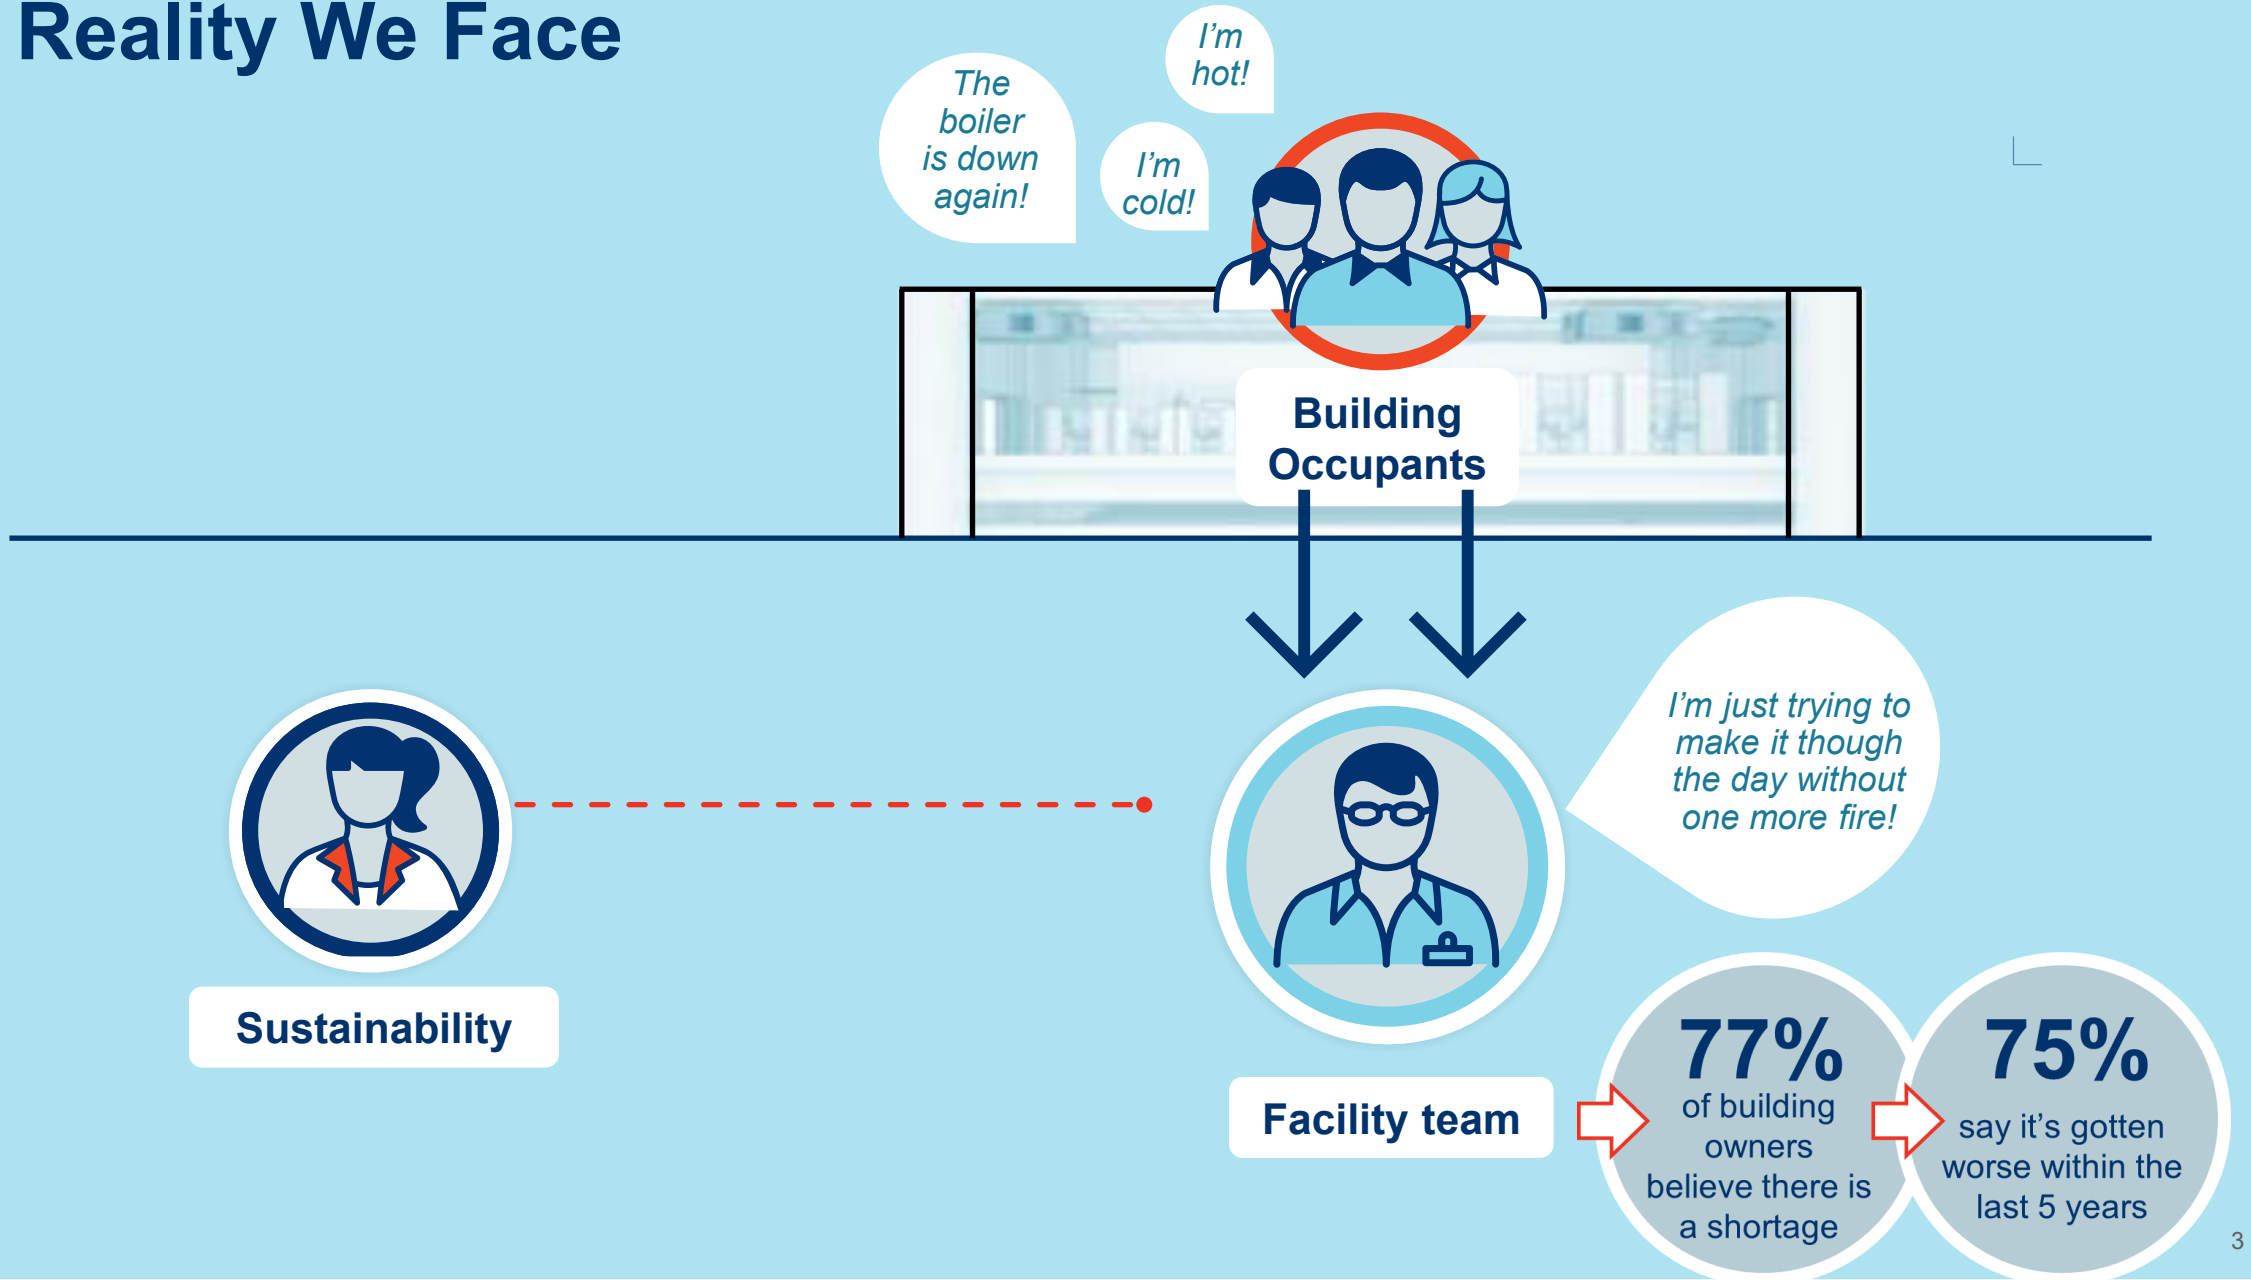 Reality We Face
I'm
hot!
The
boiler
is down
again!
I'm
cold!
Building
Occupants
I'm just trying to
make it though
the day without
one more fire!
Sustainability
Facility team
77%
of building
owners
believe there is
a shortage
75%
say it's gotten
worse within the
last 5 years
3